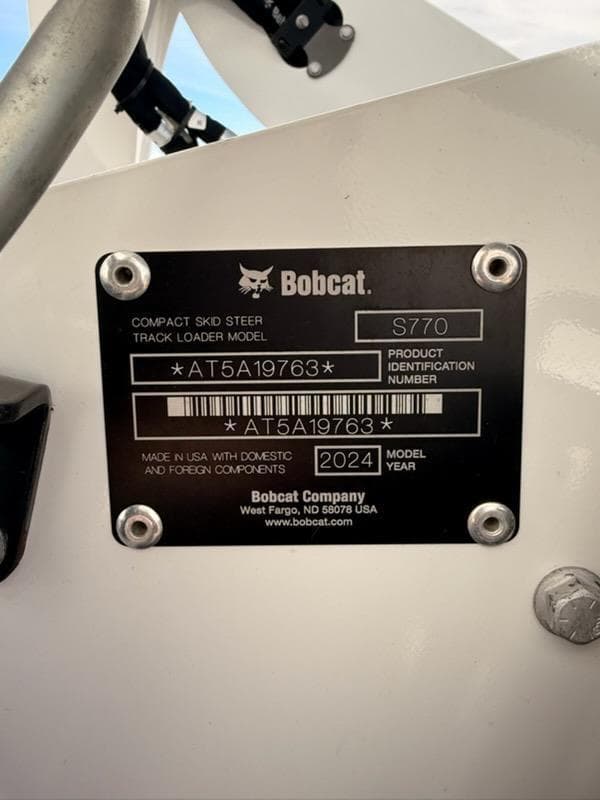 Bobcat.
COMPACT SKID STEER
TRACK LOADER MODEL
S770
*AT5A19763*
PRODUCT
IDENTIFICATION
NUMBER
*AT5A19763*
MADE IN USA WITH DOMESTIC
AND FOREIGN COMPONENTS
2024
MODEL
YEAR
Bobcat Company
West Fargo, ND 58078 USA
www.bobcat.com